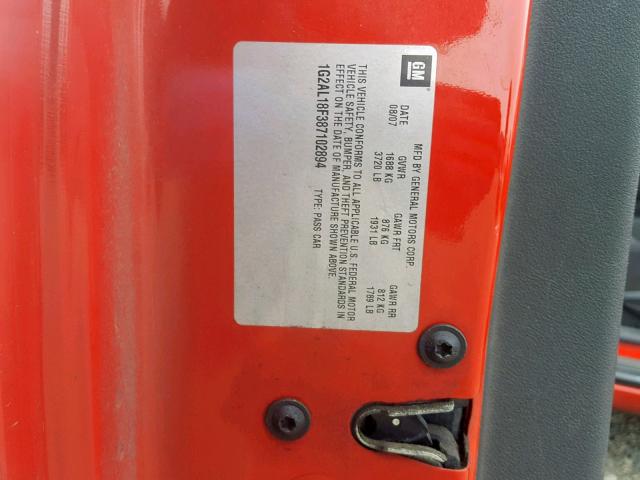 GM
MFD BY GENERAL MOTORS CORP.
DATE GVWR GAWR FRT GAWR RR
08/07 1688 KG 876 KG 812 KG
3720 LB 1931 LB 1789 LB
THIS VEHICLE CONFORMS TO ALL APPLICABLE U.S. FEDERAL MOTOR
VEHICLE SAFETY, BUMPER, AND THEFT PREVENTION STANDARDS IN
EFFECT ON THE DATE OF MANUFACTURE SHOWN ABOVE.
1G2AL18F387102894 TYPE: PASS CAR